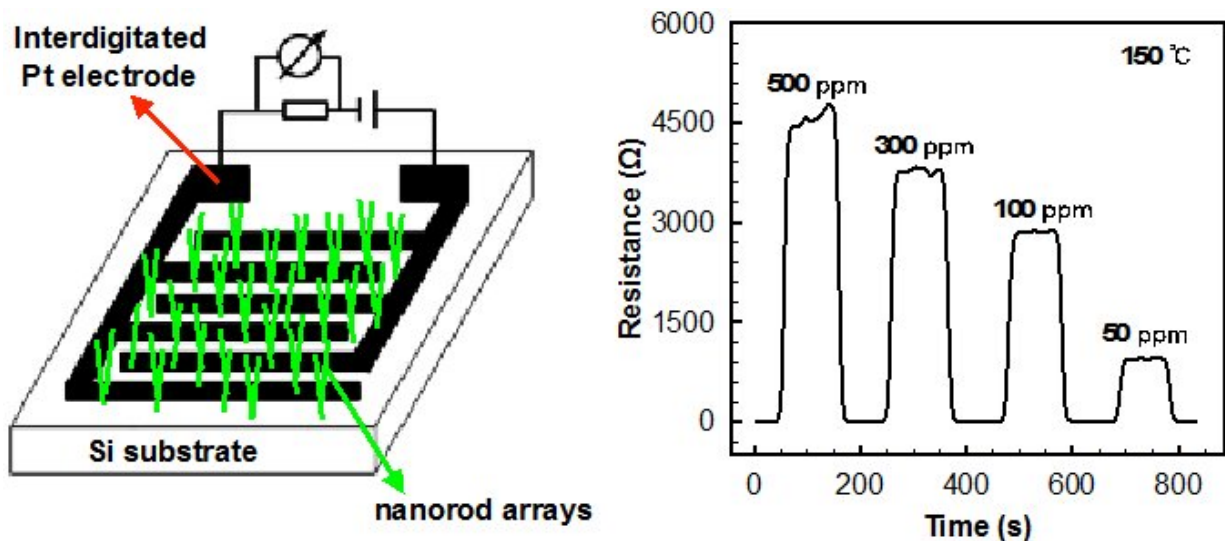 Interdigitated
Pt electrode
Si substrate
nanorod arrays
6000
150 ℃
500 ppm
4500
300 ppm
100 ppm
3000
1500
50 ppm
0
Resistance (Ω)
0 200 400 600 800
Time (s)